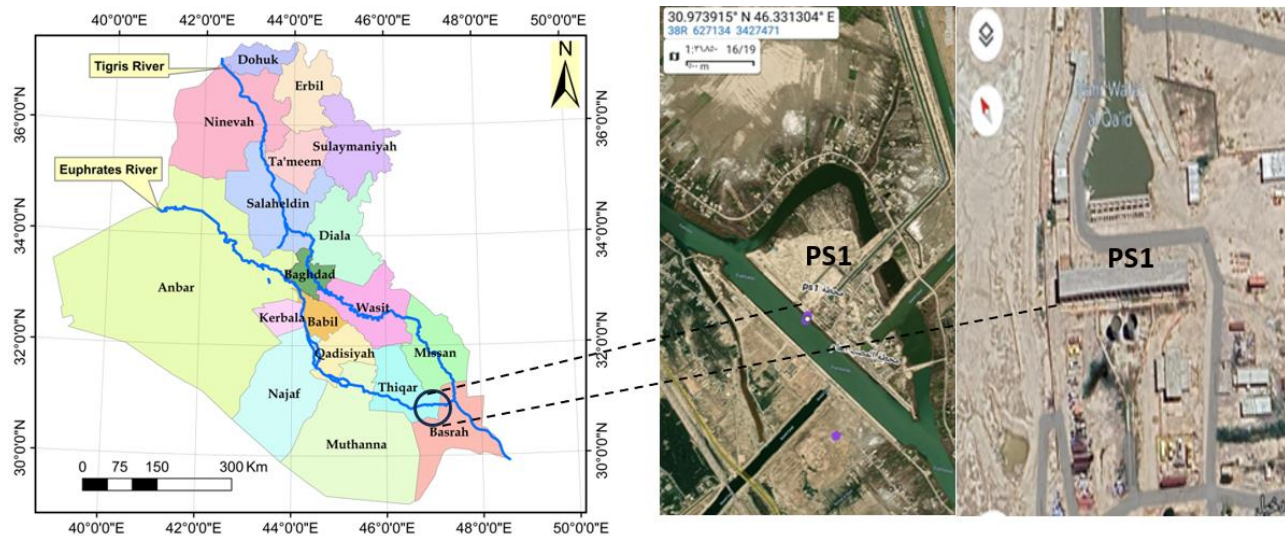 40°0'0"E 42°0'0"E 44°0'0"E 46°0'0"E 48°0'0"E 50°0'0"E
36°0'0"N
34°0'0"N
32°0'0"N
30°0'0"N
Tigris River
Euphrates River
N
Dohuk
Erbil
Ninevah
Ta'meem
Sulaymaniyah
Salaheldin
Diala
Baghdad
Anbar
Wasit
Kerbala
Babil
Qadisiyah
Missan
Najaf
Thiqar
Basrah
Muthanna
0 75 150 300 Km
36°0'0"N
34°0'0"N
32°0'0"N
30°0'0"N
40°0'0"E 42°0'0"E 44°0'0"E 46°0'0"E 48°0'0"E
30.973915° N 46.331304° E
38R 627134 3427471
16/19
m
PS1
محطة ps1
PS1